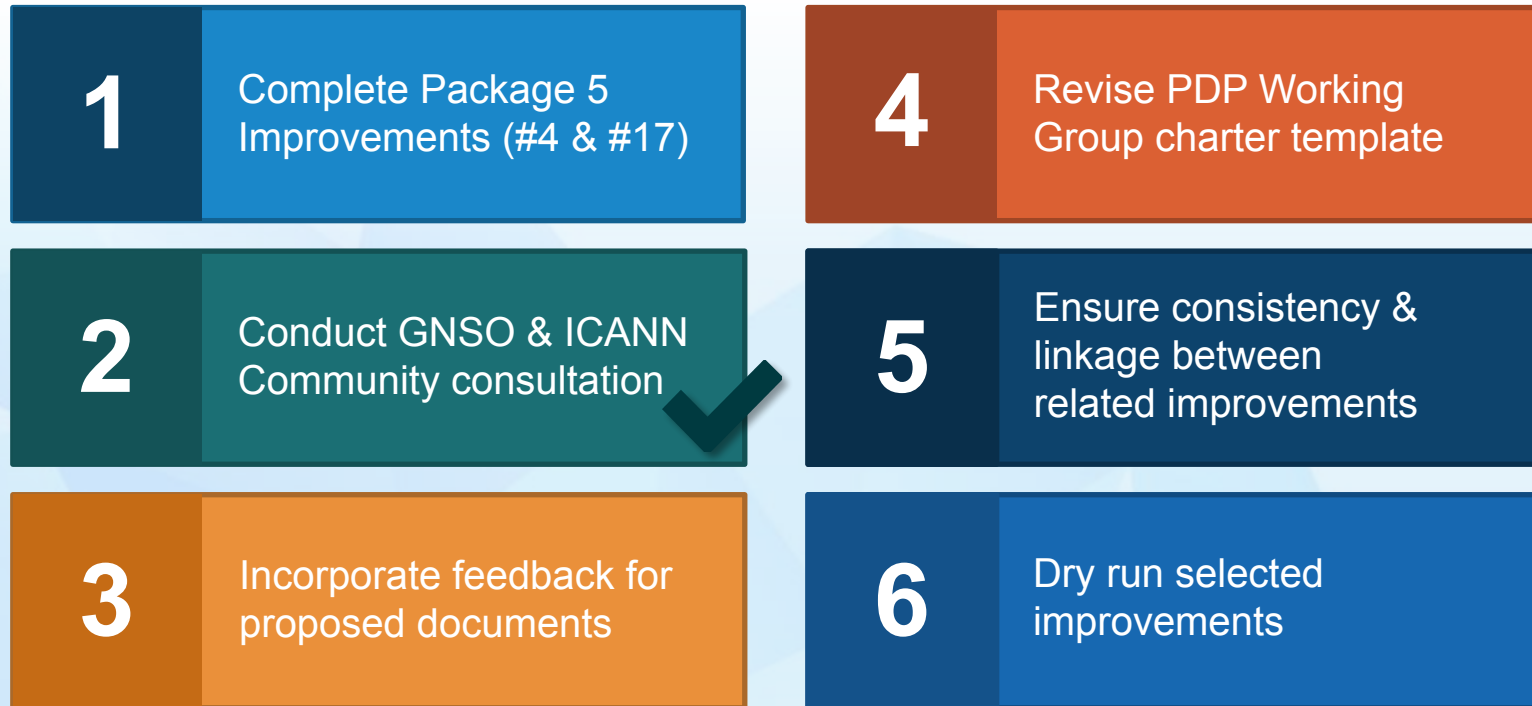 1
Complete Package 5
Improvements (#4 & #17)
2
Conduct GNSO & ICANN
Community consultation
3
Incorporate feedback for
proposed documents
4
Revise PDP Working
Group charter template
5
Ensure consistency &
linkage between
related improvements
6
Dry run selected
improvements